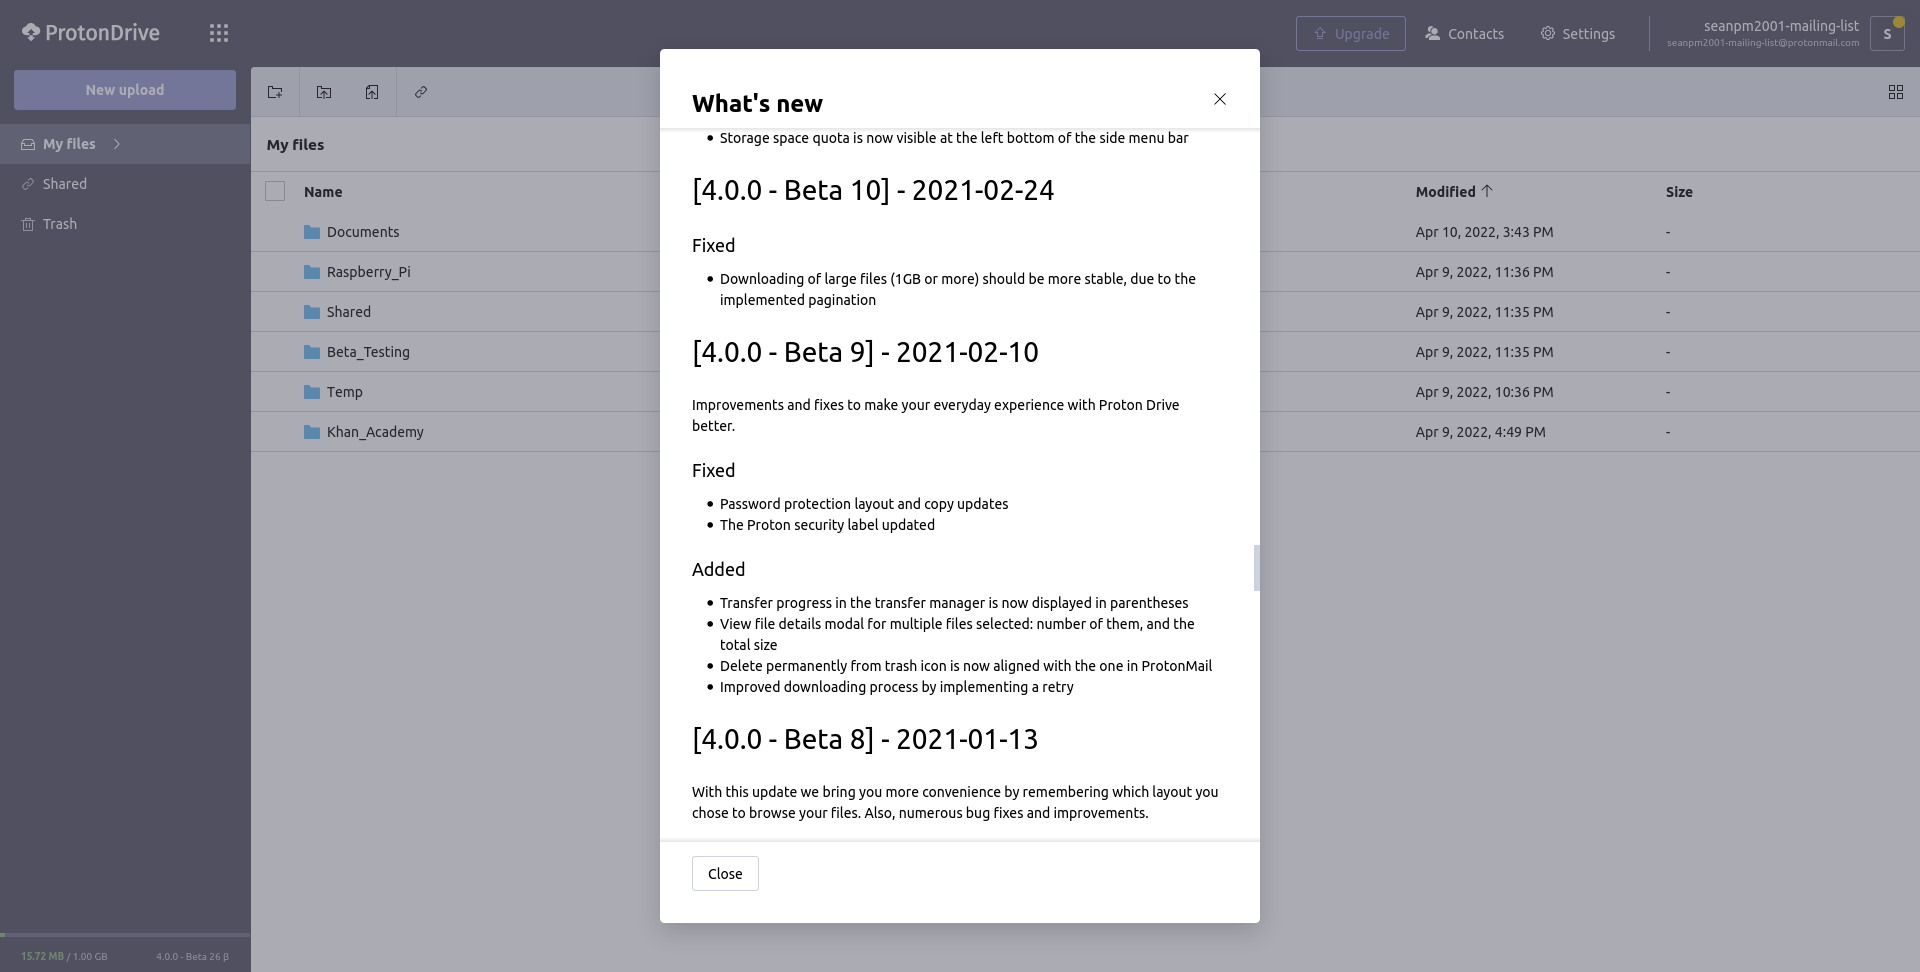 ProtonDrive
Upgrade
Contacts
Settings
seanpm2001-mailing-list
seanpm2001-mailing-list@protonmail.com
S
New upload
My files
Shared
Trash
My files
Name
Modified
Size
Documents
Apr 10, 2022, 3:43 PM
-
Raspberry_Pi
Apr 9, 2022, 11:36 PM
-
Shared
Apr 9, 2022, 11:35 PM
-
Beta_Testing
Apr 9, 2022, 11:35 PM
-
Temp
Apr 9, 2022, 10:36 PM
-
Khan_Academy
Apr 9, 2022, 4:49 PM
-
What's new
• Storage space quota is now visible at the left bottom of the side menu bar
[4.0.0 - Beta 10] - 2021-02-24
Fixed
• Downloading of large files (1GB or more) should be more stable, due to the
implemented pagination
[4.0.0 - Beta 9] - 2021-02-10
Improvements and fixes to make your everyday experience with Proton Drive
better.
Fixed
• Password protection layout and copy updates
• The Proton security label updated
Added
• Transfer progress in the transfer manager is now displayed in parentheses
• View file details modal for multiple files selected: number of them, and the
total size
• Delete permanently from trash icon is now aligned with the one in ProtonMail
• Improved downloading process by implementing a retry
[4.0.0 - Beta 8] - 2021-01-13
With this update we bring you more convenience by remembering which layout you
chose to browse your files. Also, numerous bug fixes and improvements.
Close
15.72 MB / 1.00 GB
4.0.0 - Beta 26 β